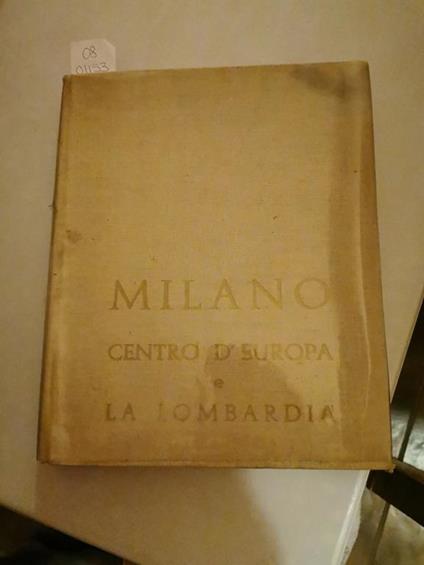 08
01153
MILANO
CENTRO D'EUROPA
e
LA LOMBARDIA